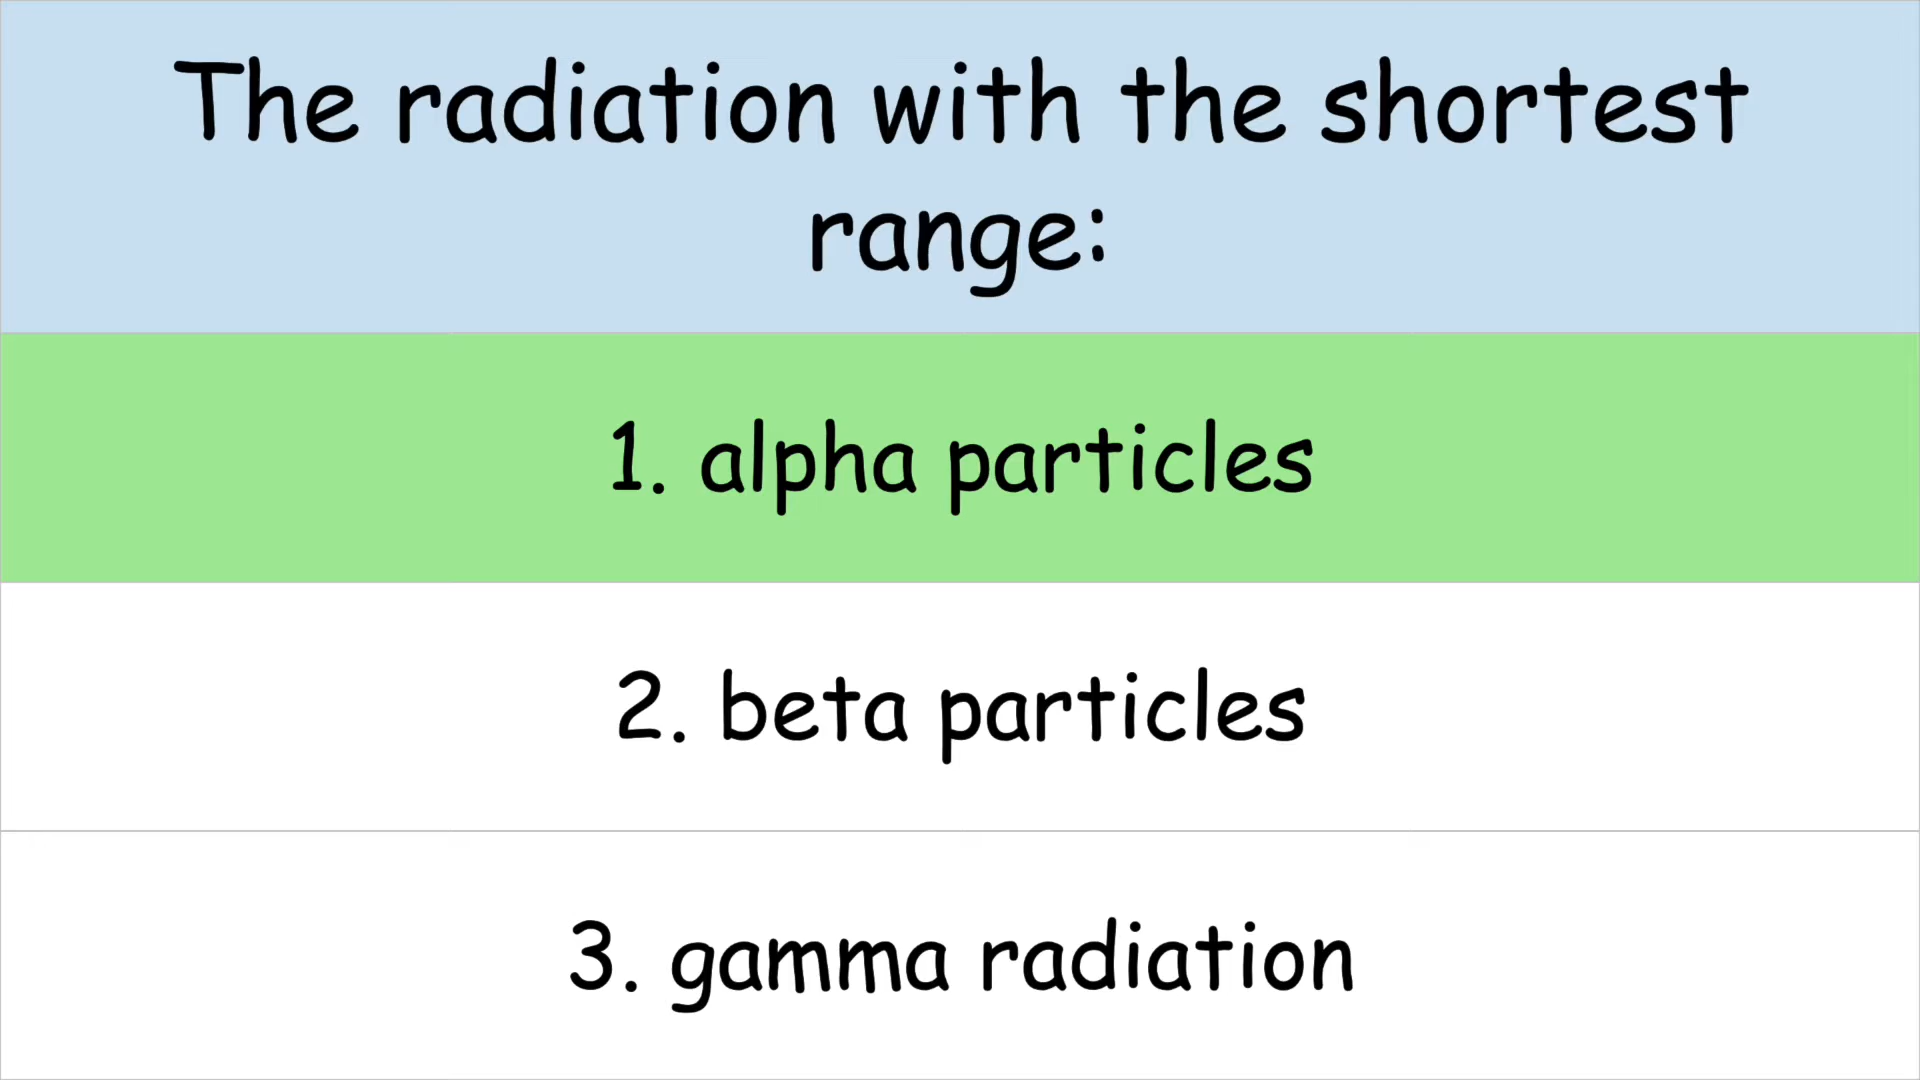 The radiation with the shortest
range:
1. alpha particles
2. beta particles
3. gamma radiation